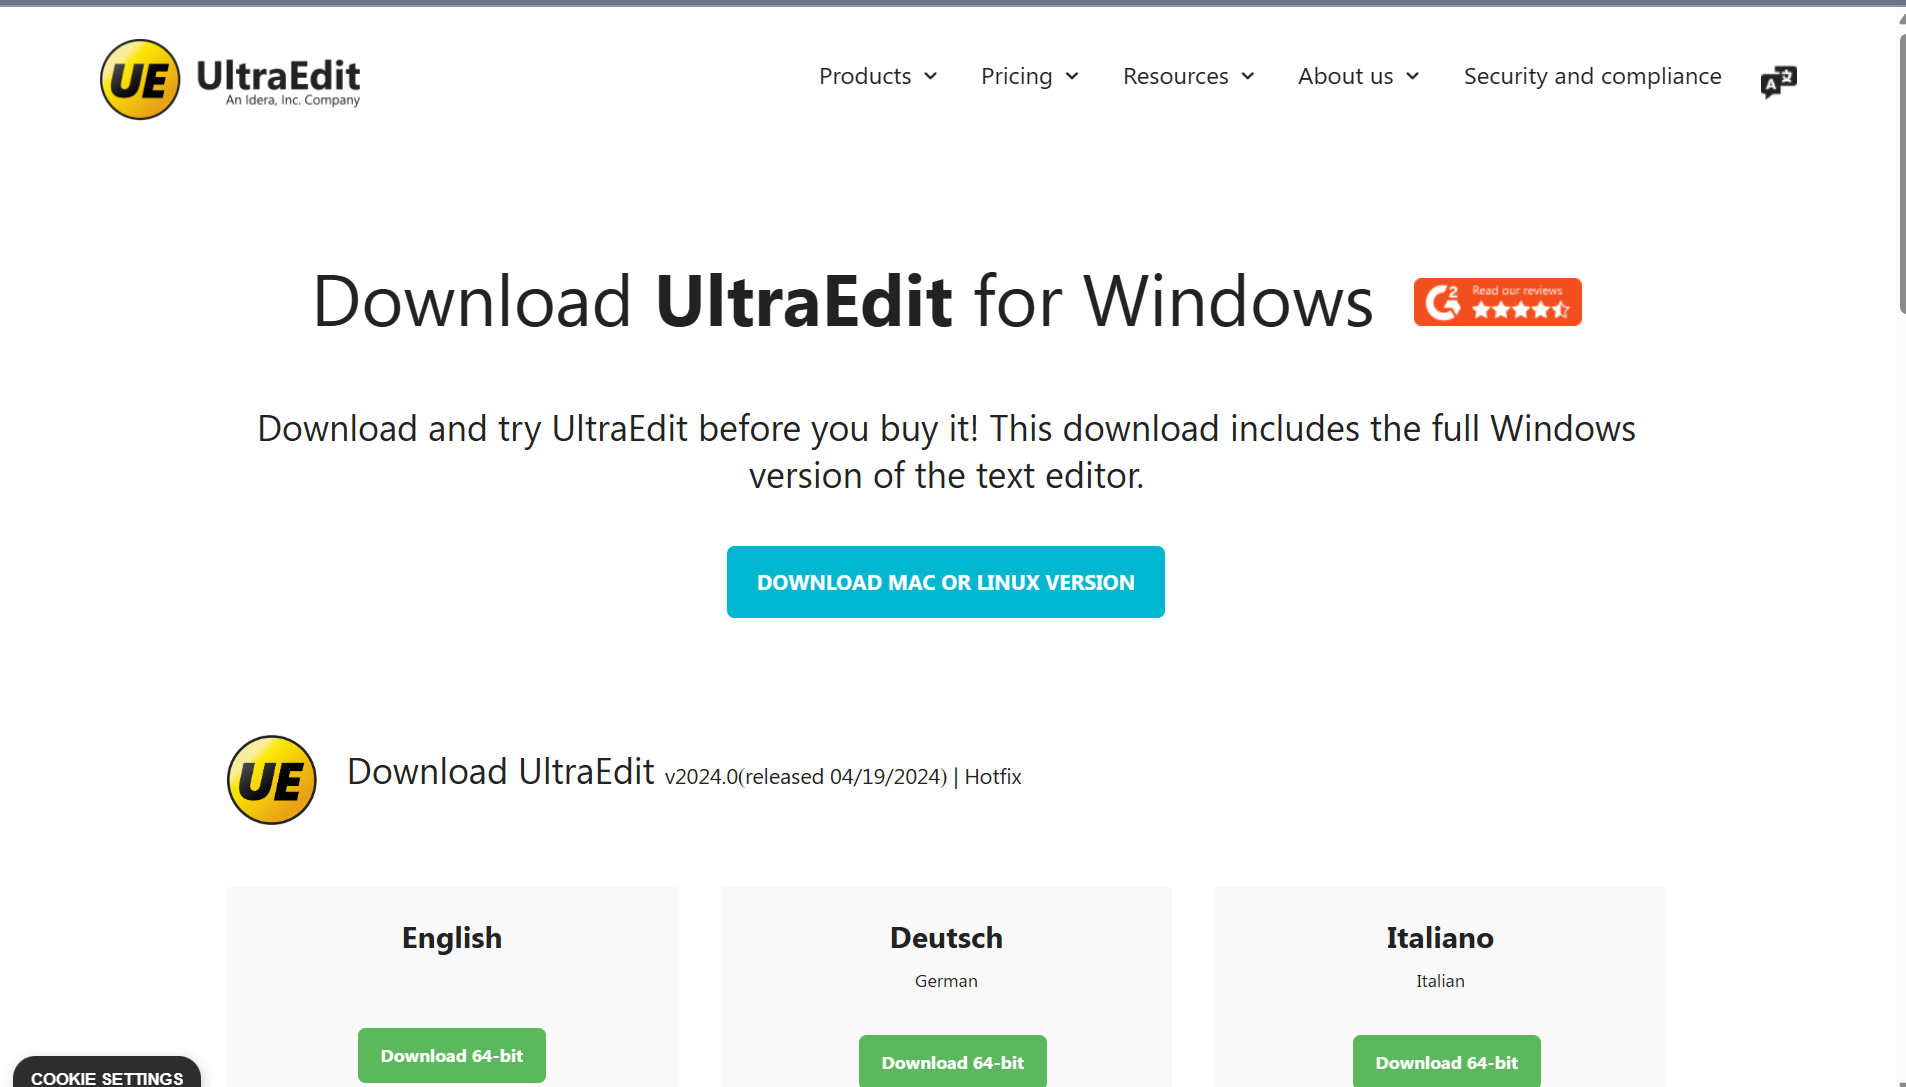 UE UltraEdit
An Idera, Inc. Company
Products Pricing Resources About us Security and compliance A
Download UltraEdit for Windows G2 Read our reviews
Download and try UltraEdit before you buy it! This download includes the full Windows
version of the text editor.
DOWNLOAD MAC OR LINUX VERSION
UE Download UltraEdit v2024.0(released 04/19/2024) | Hotfix
English Deutsch Italiano
German Italian
Download 64-bit Download 64-bit Download 64-bit
COOKIE SETTINGS